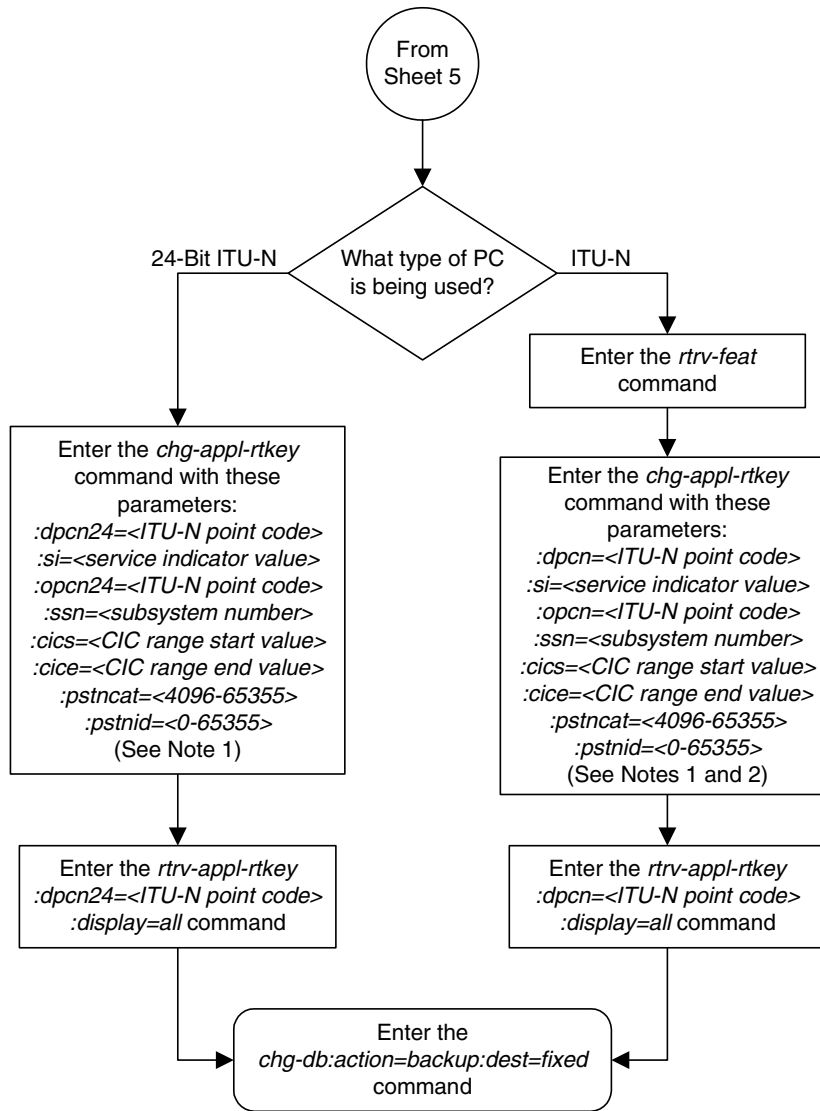 From
Sheet 5
What type of PC
is being used?
24-Bit ITU-N
ITU-N
Enter the rtrv-feat
command
Enter the chg-appl-rtkey
command with these
parameters:
:dpcn24=<ITU-N point code>
:si=<service indicator value>
:opcn24=<ITU-N point code>
:ssn=<subsystem number>
:cics=<CIC range start value>
:cice=<CIC range end value>
:pstncat=<4096-65355>
:pstnid=<0-65355>
(See Note 1)
Enter the chg-appl-rtkey
command with these
parameters:
:dpcn=<ITU-N point code>
:si=<service indicator value>
:opcn=<ITU-N point code>
:ssn=<subsystem number>
:cics=<CIC range start value>
:cice=<CIC range end value>
:pstncat=<4096-65355>
:pstnid=<0-65355>
(See Notes 1 and 2)
Enter the rtrv-appl-rtkey
:dpcn24=<ITU-N point code>
:display=all command
Enter the rtrv-appl-rtkey
:dpcn=<ITU-N point code>
:display=all command
Enter the
chg-db:action=backup:dest=fixed
command